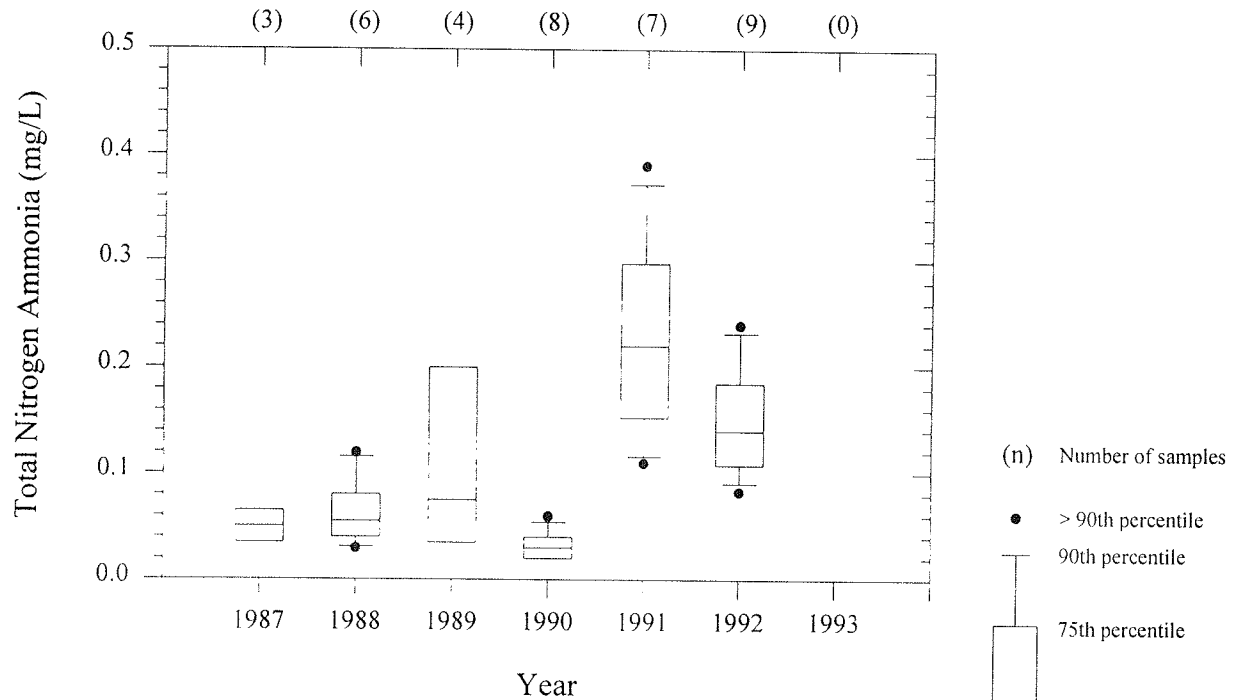 (3) (6) (4) (8) (7) (9) (0)
0.5
0.4
0.3
0.2
0.1
0.0
Total Nitrogen Ammonia (mg/L)
1987 1988 1989 1990 1991 1992 1993
Year
(n) Number of samples
> 90th percentile
90th percentile
75th percentile